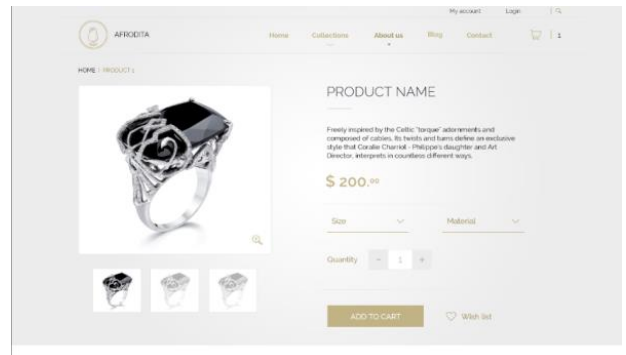 My account Login
AFRODITA
Home Collections About us Blog Contact 1
HOME / PRODUCT 1
PRODUCT NAME
Freely inspired by the Celtic "torque" adornments and
composed of cables, its twists and turns define an exclusive
style that Coralie Charriol - Philippe's daughter and Art
Director, interprets in countless different ways.
$ 200.00
Size Material
Quantity - 1 +
ADD TO CART Wish list